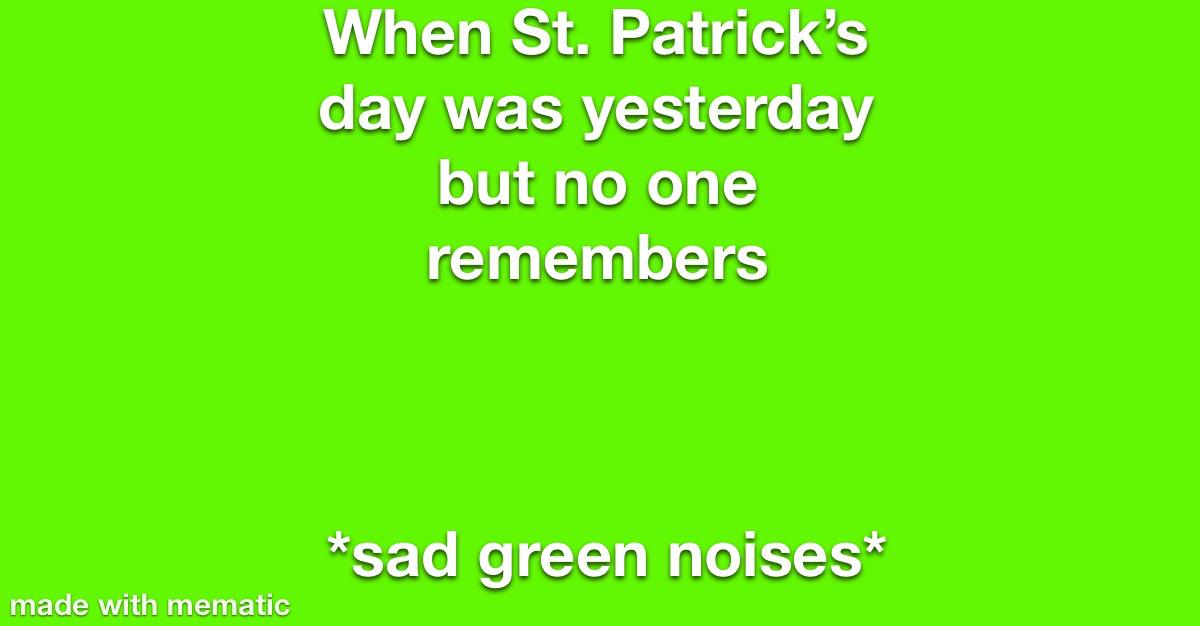 When St. Patrick’s
day was yesterday
but no one
remembers
*sad green noises*
made with mematic